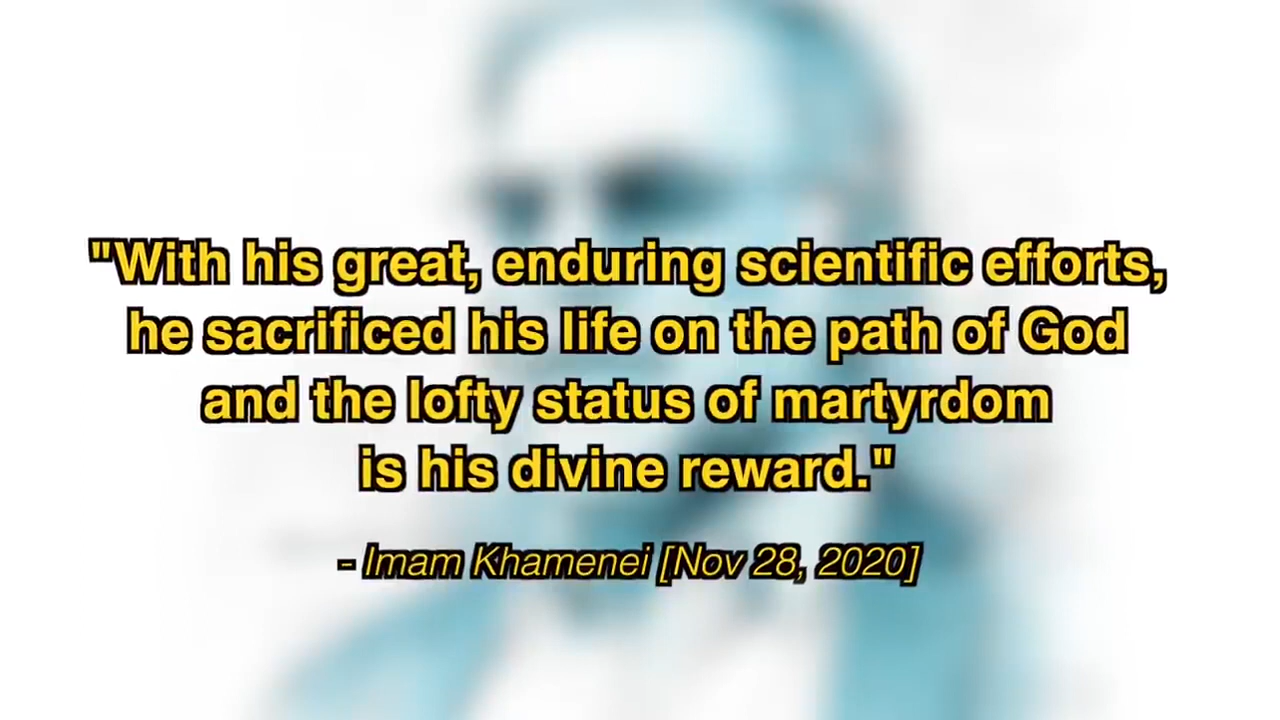 "With his great, enduring scientific efforts,
he sacrificed his life on the path of God
and the lofty status of martyrdom
is his divine reward."
- Imam Khamenei [Nov 28, 2020]